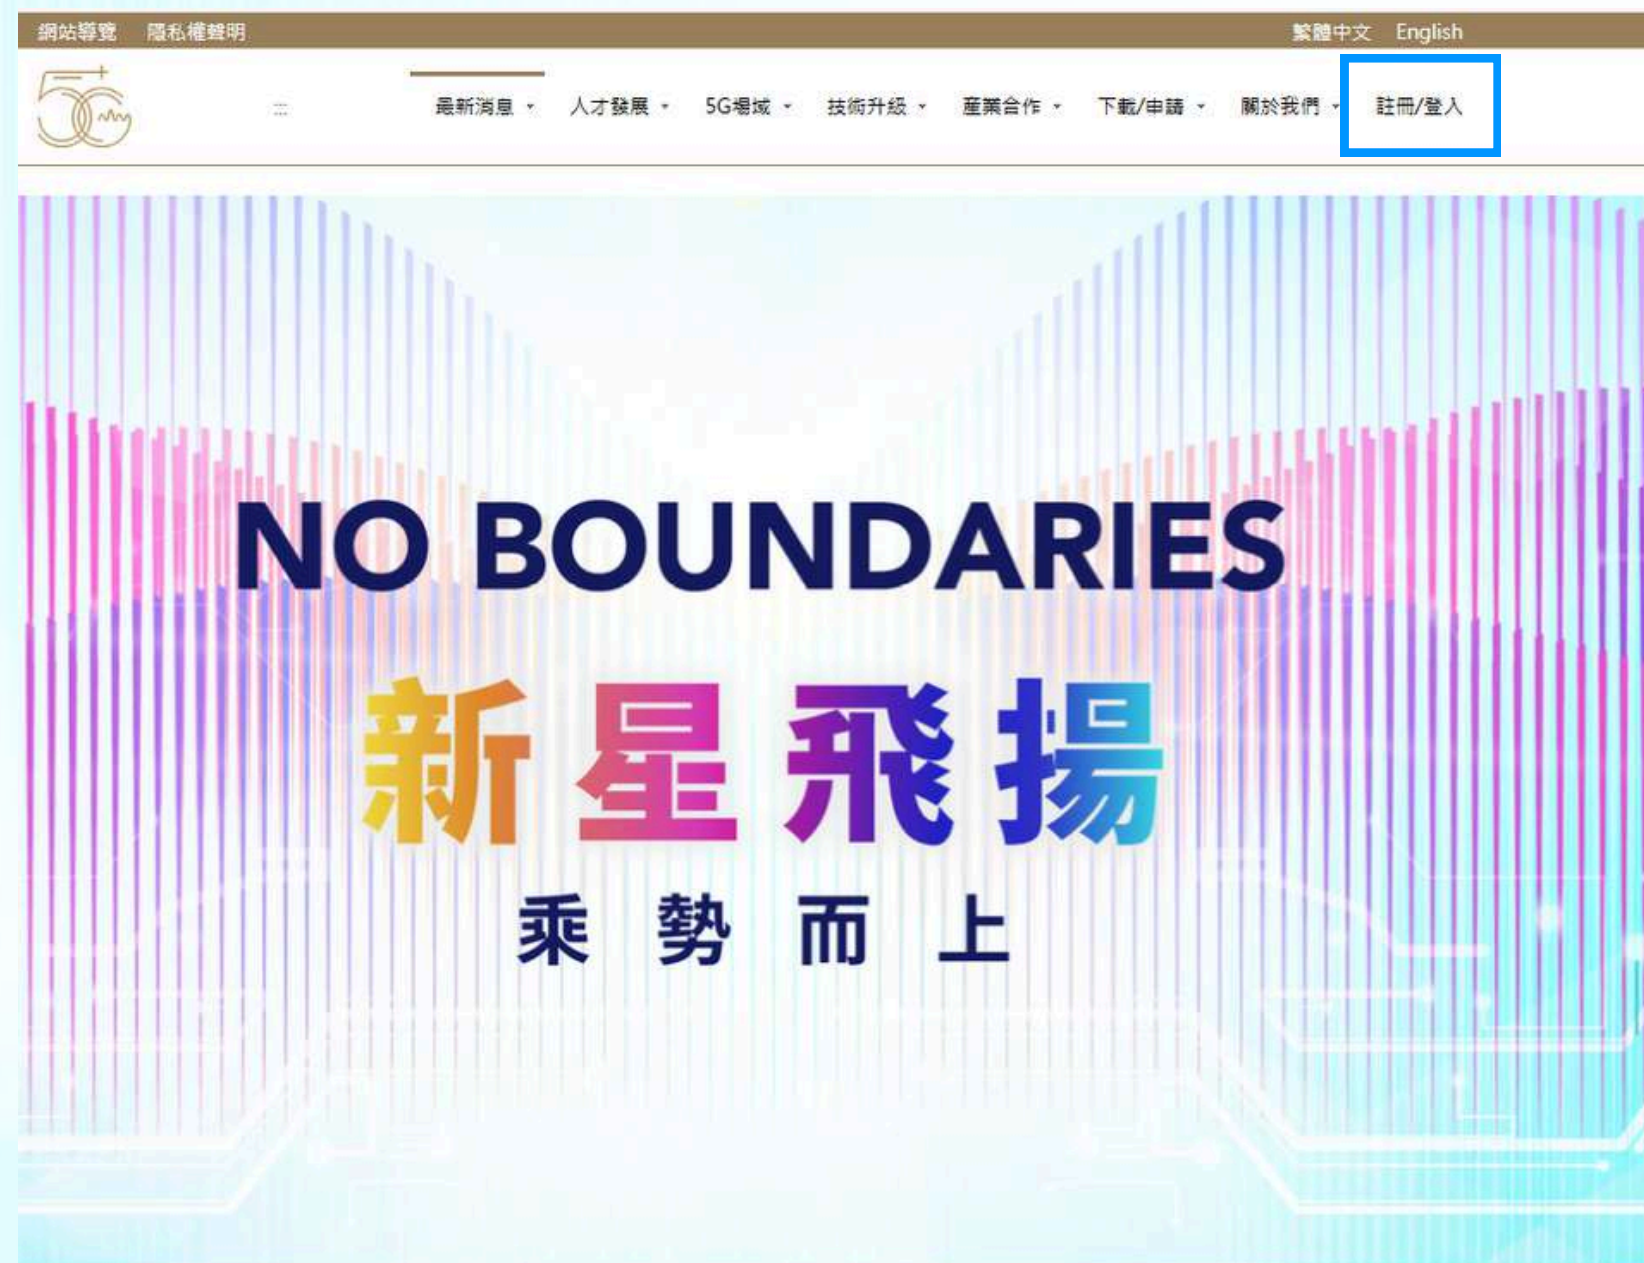 網站導覽 隱私權聲明 繁體中文 English
5G+
::: 最新消息 人才發展 5G場域 技術升級 產業合作 下載/申請 關於我們 註冊/登入
NO BOUNDARIES
新星飛揚
乘勢而上